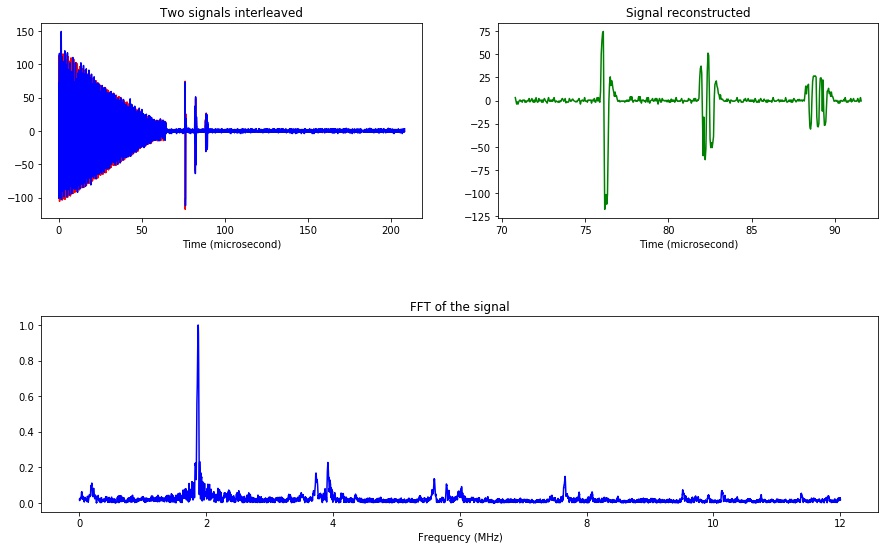 Two signals interleaved
150
100
50
0
−50
−100
0 50 100 150 200
Time (microsecond)
Signal reconstructed
75
50
25
0
−25
−50
−75
−100
−125
70 75 80 85 90
Time (microsecond)
FFT of the signal
1.0
0.8
0.6
0.4
0.2
0.0
0 2 4 6 8 10 12
Frequency (MHz)